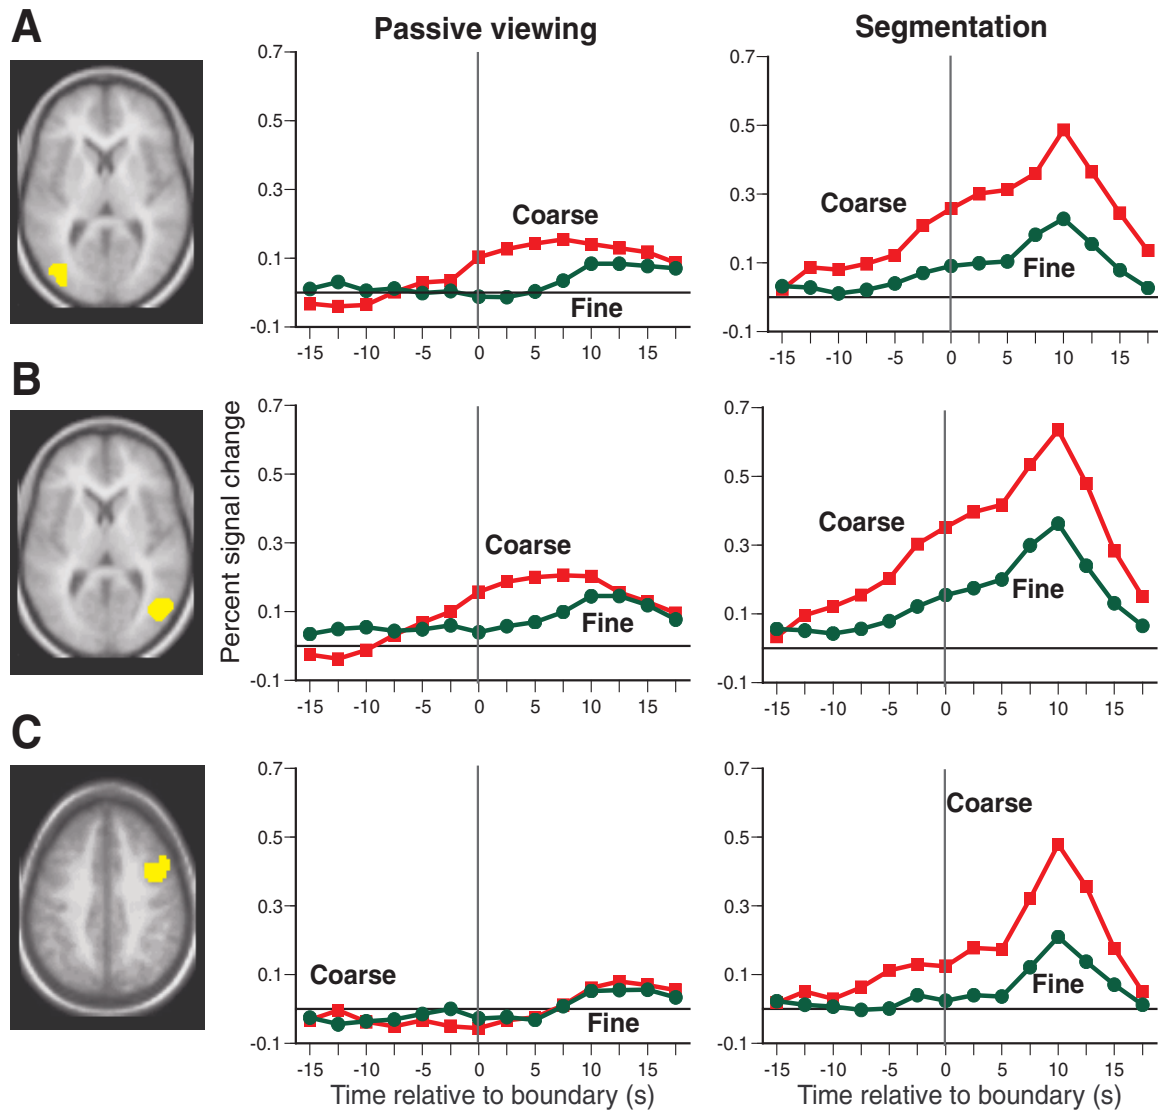 A
Passive viewing
Segmentation
0.7
0.5
0.3
0.1
-0.1
Coarse
Fine
-15 -10 -5 0 5 10 15
0.7
0.5
0.3
0.1
-0.1
Coarse
Fine
-15 -10 -5 0 5 10 15
B
Percent signal change
0.7
0.5
0.3
0.1
-0.1
Coarse
Fine
-15 -10 -5 0 5 10 15
0.7
0.5
0.3
0.1
-0.1
Coarse
Fine
-15 -10 -5 0 5 10 15
C
0.7
0.5
0.3
0.1
-0.1
Coarse
Fine
-15 -10 -5 0 5 10 15
Time relative to boundary (s)
0.7
0.5
0.3
0.1
-0.1
Coarse
Fine
-15 -10 -5 0 5 10 15
Time relative to boundary (s)